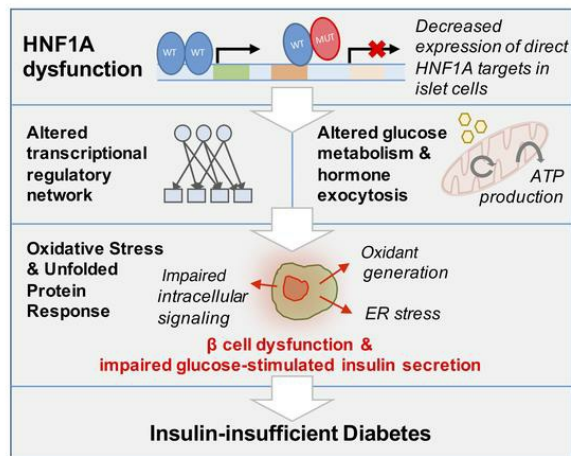 HNF1A
dysfunction
WT
WT
WT
MUT
Decreased
expression of direct
HNF1A targets in
islet cells
Altered
transcriptional
regulatory
network
Altered glucose
metabolism &
hormone
exocytosis
ATP
production
Oxidative Stress
& Unfolded
Protein
Response
Impaired
intracellular
signaling
Oxidant
generation
ER stress
β cell dysfunction &
impaired glucose-stimulated insulin secretion
Insulin-insufficient Diabetes